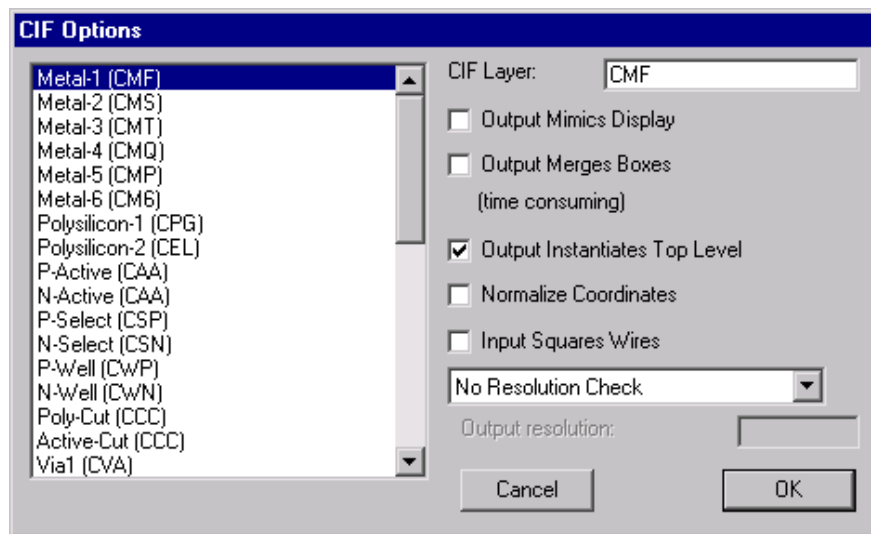 CIF Options
Metal-1 (CMF)
Metal-2 (CMS)
Metal-3 (CMT)
Metal-4 (CMQ)
Metal-5 (CMP)
Metal-6 (CM6)
Polysilicon-1 (CPG)
Polysilicon-2 (CEL)
P-Active (CAA)
N-Active (CAA)
P-Select (CSP)
N-Select (CSN)
P-Well (CWP)
N-Well (CWN)
Poly-Cut (CCC)
Active-Cut (CCC)
Via1 (CVA)
CIF Layer: CMF
Output Mimics Display
Output Merges Boxes
(time consuming)
Output Instantiates Top Level
Normalize Coordinates
Input Squares Wires
No Resolution Check
Output resolution:
Cancel OK